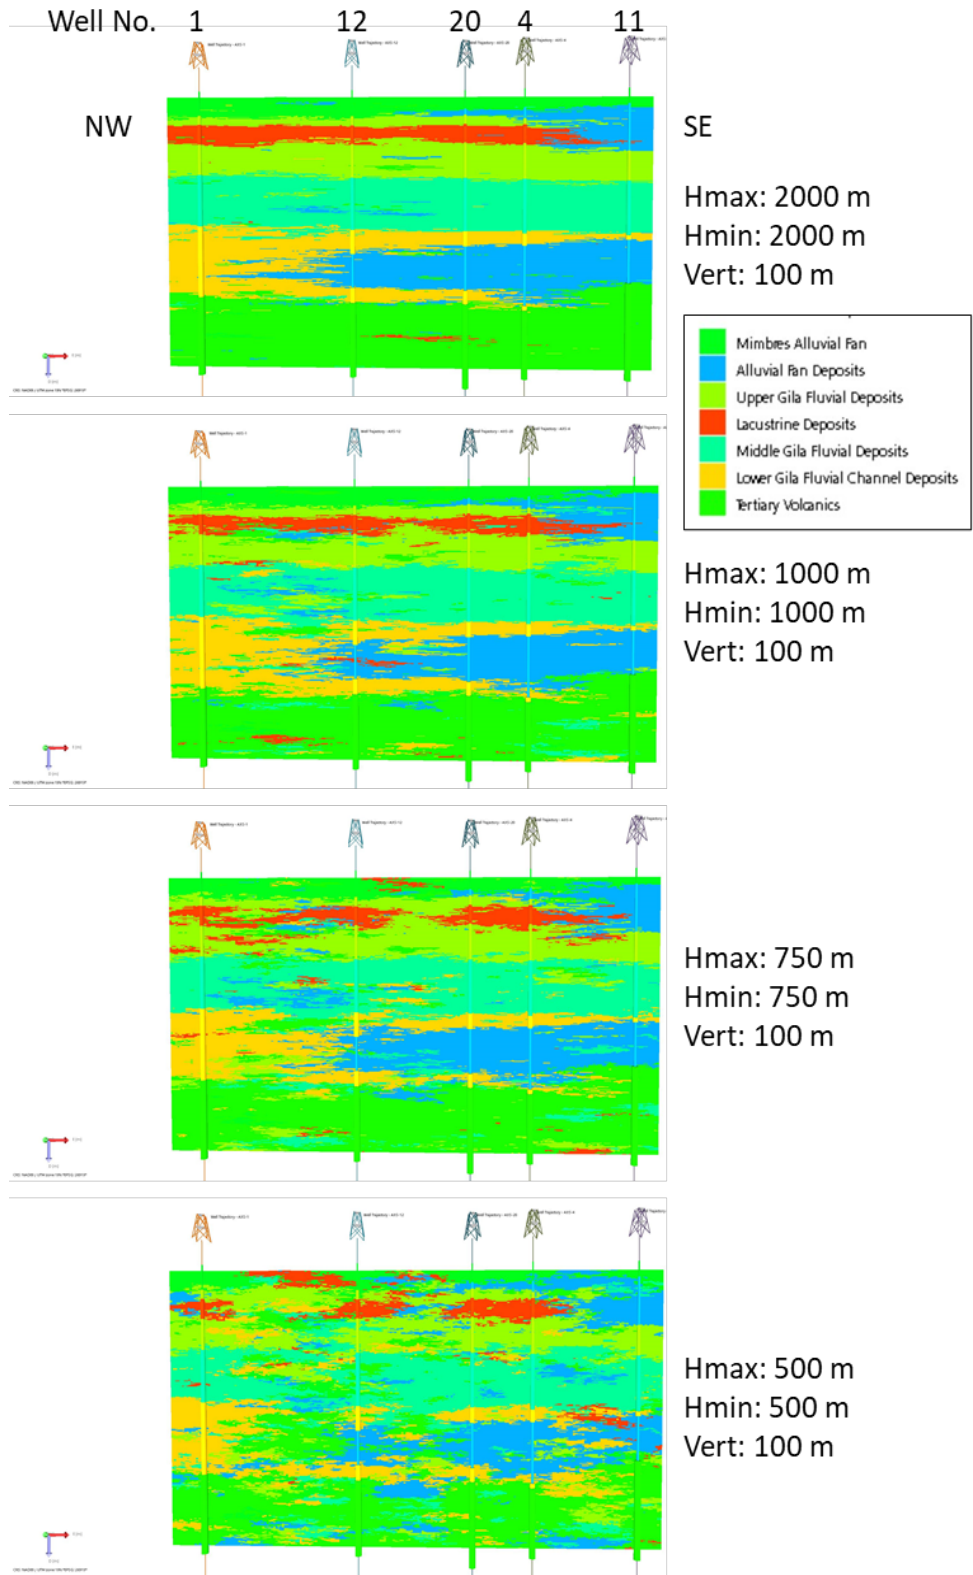 Well No. 1 12 20 4 11
NW
SE
Hmax: 2000 m
Hmin: 2000 m
Vert: 100 m
Mimbres Alluvial Fan
Alluvial Fan Deposits
Upper Gila Fluvial Deposits
Lacustrine Deposits
Middle Gila Fluvial Deposits
Lower Gila Fluvial Channel Deposits
Tertiary Volcanics
Hmax: 1000 m
Hmin: 1000 m
Vert: 100 m
Hmax: 750 m
Hmin: 750 m
Vert: 100 m
Hmax: 500 m
Hmin: 500 m
Vert: 100 m